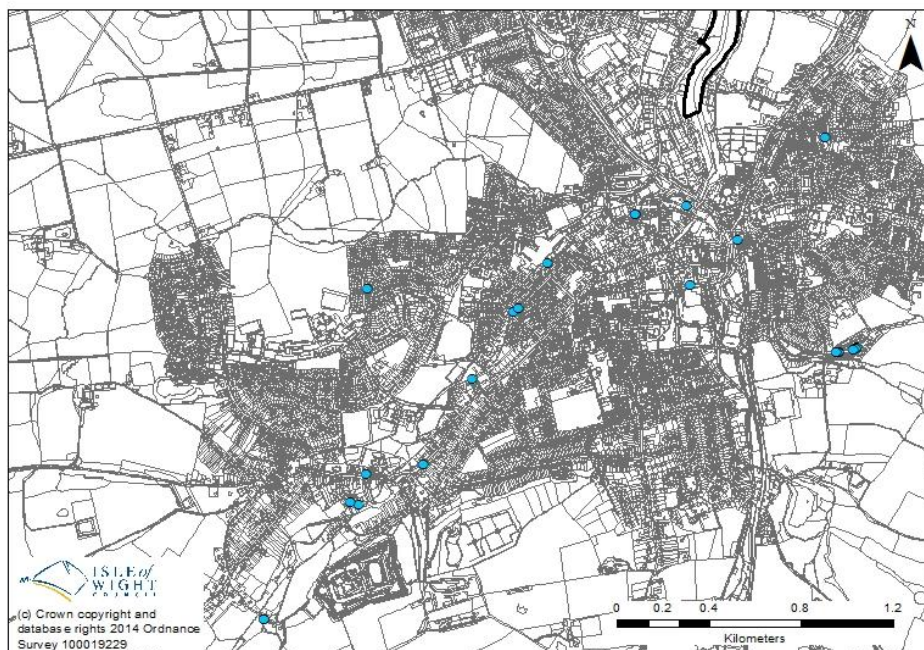 N
ISLE of
WIGHT
COUNCIL
(c) Crown copyright and
database rights 2014 Ordnance
Survey 100019229
0 0.2 0.4 0.8 1.2
Kilometers